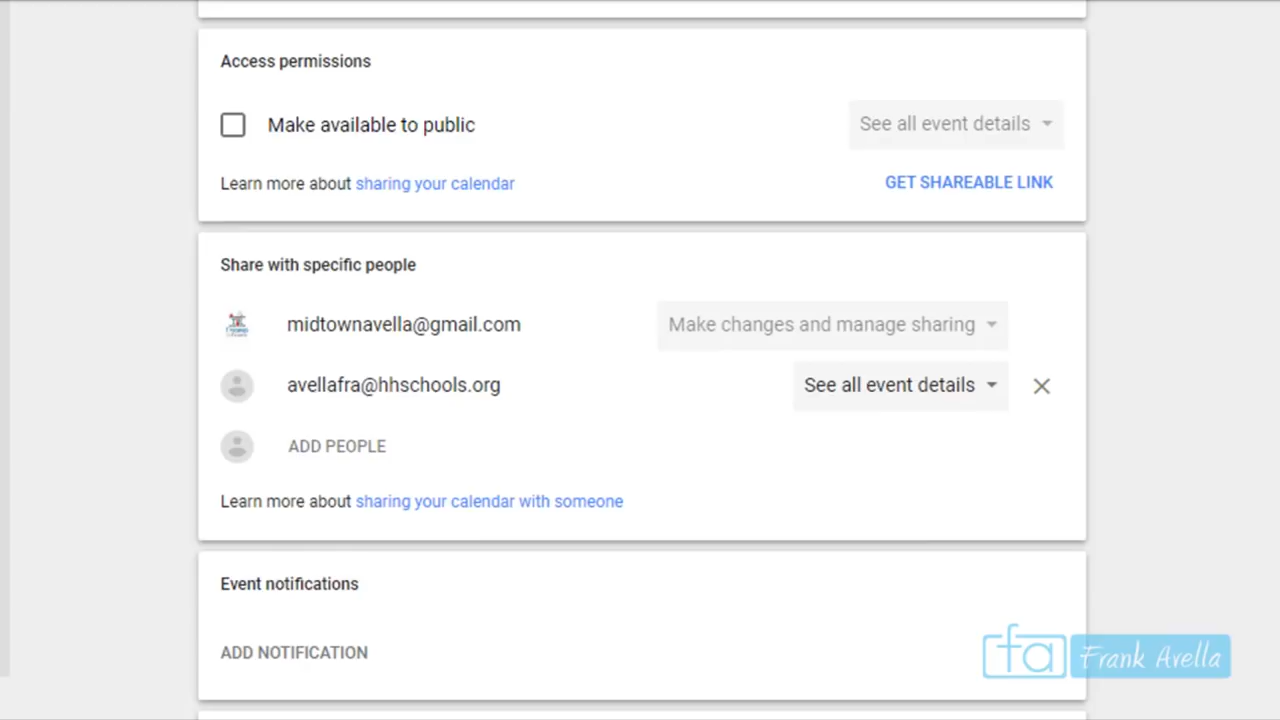 Access permissions
Make available to public
See all event details
Learn more about sharing your calendar
GET SHAREABLE LINK
Share with specific people
midtownavella@gmail.com
Make changes and manage sharing
avellafra@hhschools.org
See all event details
ADD PEOPLE
Learn more about sharing your calendar with someone
Event notifications
ADD NOTIFICATION
fa Frank Avella